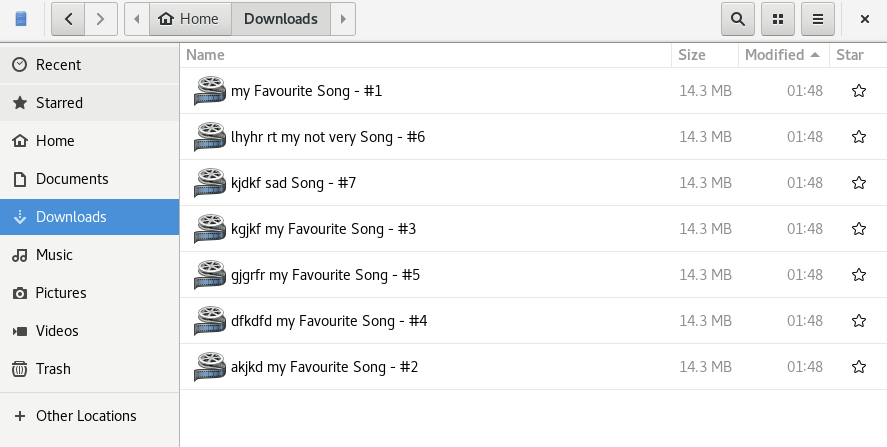 Home Downloads
Name Size Modified Star
Recent
Starred
Home
Documents
Downloads
Music
Pictures
Videos
Trash
Other Locations
my Favourite Song - #1 14.3 MB 01:48
lhyhr rt my not very Song - #6 14.3 MB 01:48
kjdkf sad Song - #7 14.3 MB 01:48
kgjkf my Favourite Song - #3 14.3 MB 01:48
gjgrfr my Favourite Song - #5 14.3 MB 01:48
dfkdfd my Favourite Song - #4 14.3 MB 01:48
akjkd my Favourite Song - #2 14.3 MB 01:48